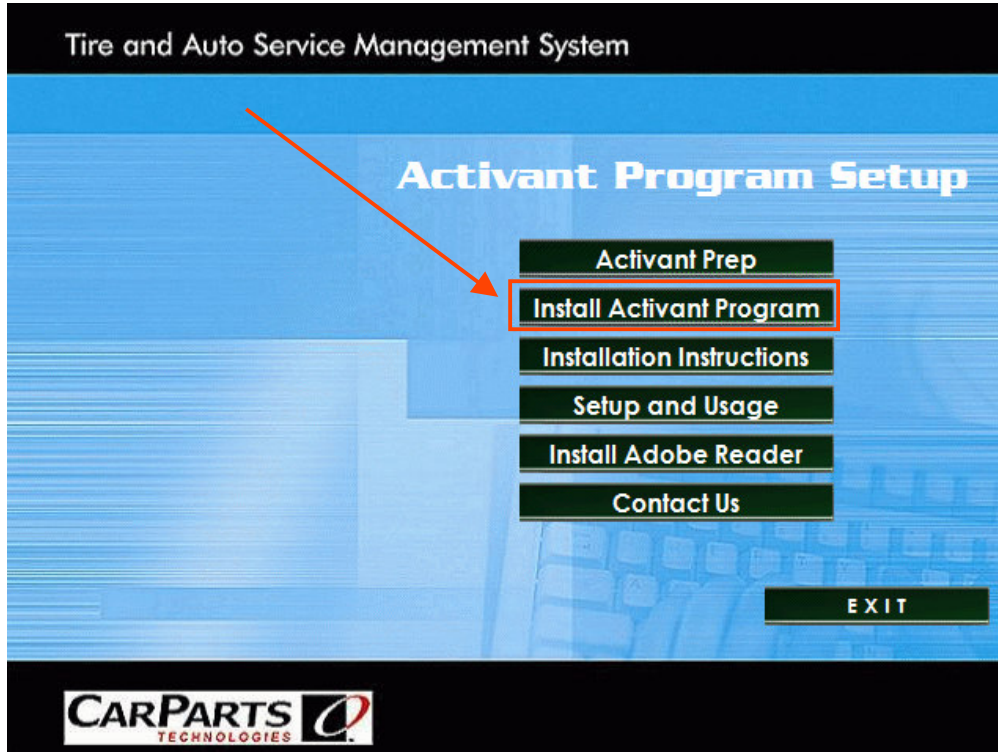 Tire and Auto Service Management System
Activant Program Setup
Activant Prep
Install Activant Program
Installation Instructions
Setup and Usage
Install Adobe Reader
Contact Us
EXIT
CARPARTS
TECHNOLOGIES